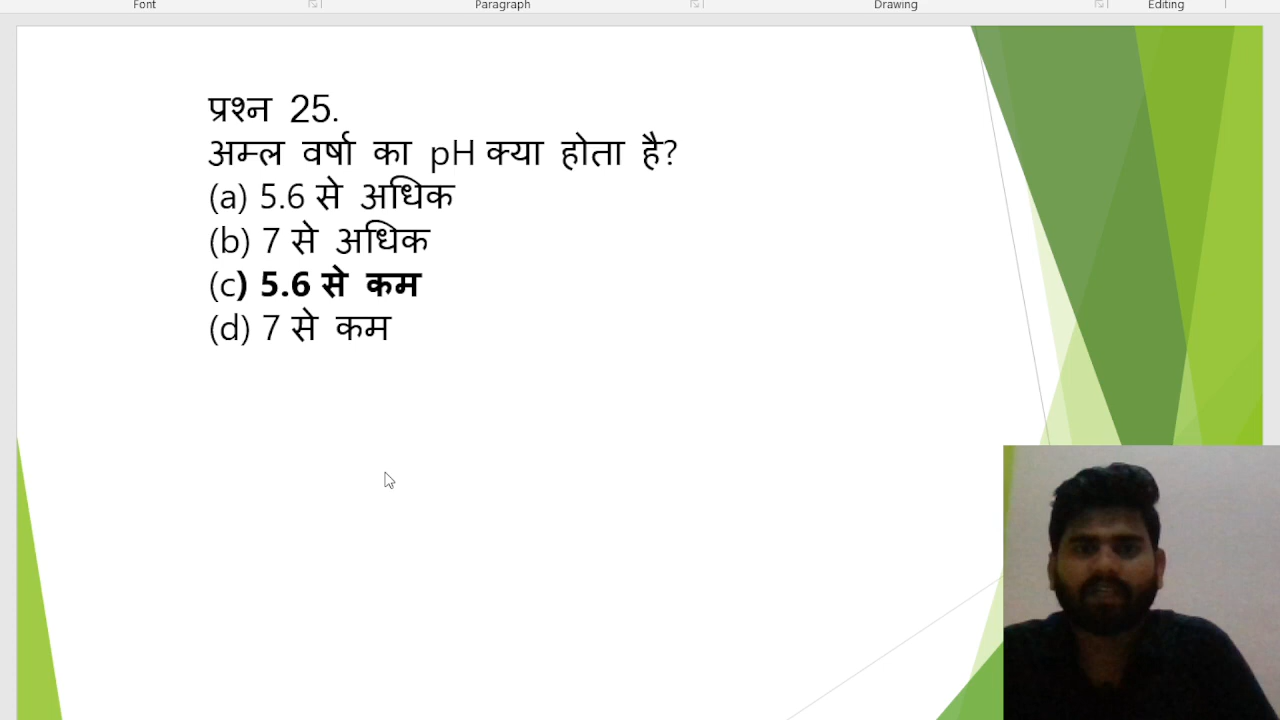 Font Paragraph Drawing Editing
प्रश्न 25.
अम्ल वर्षा का pH क्या होता है?
(a) 5.6 से अधिक
(b) 7 से अधिक
(c) 5.6 से कम
(d) 7 से कम